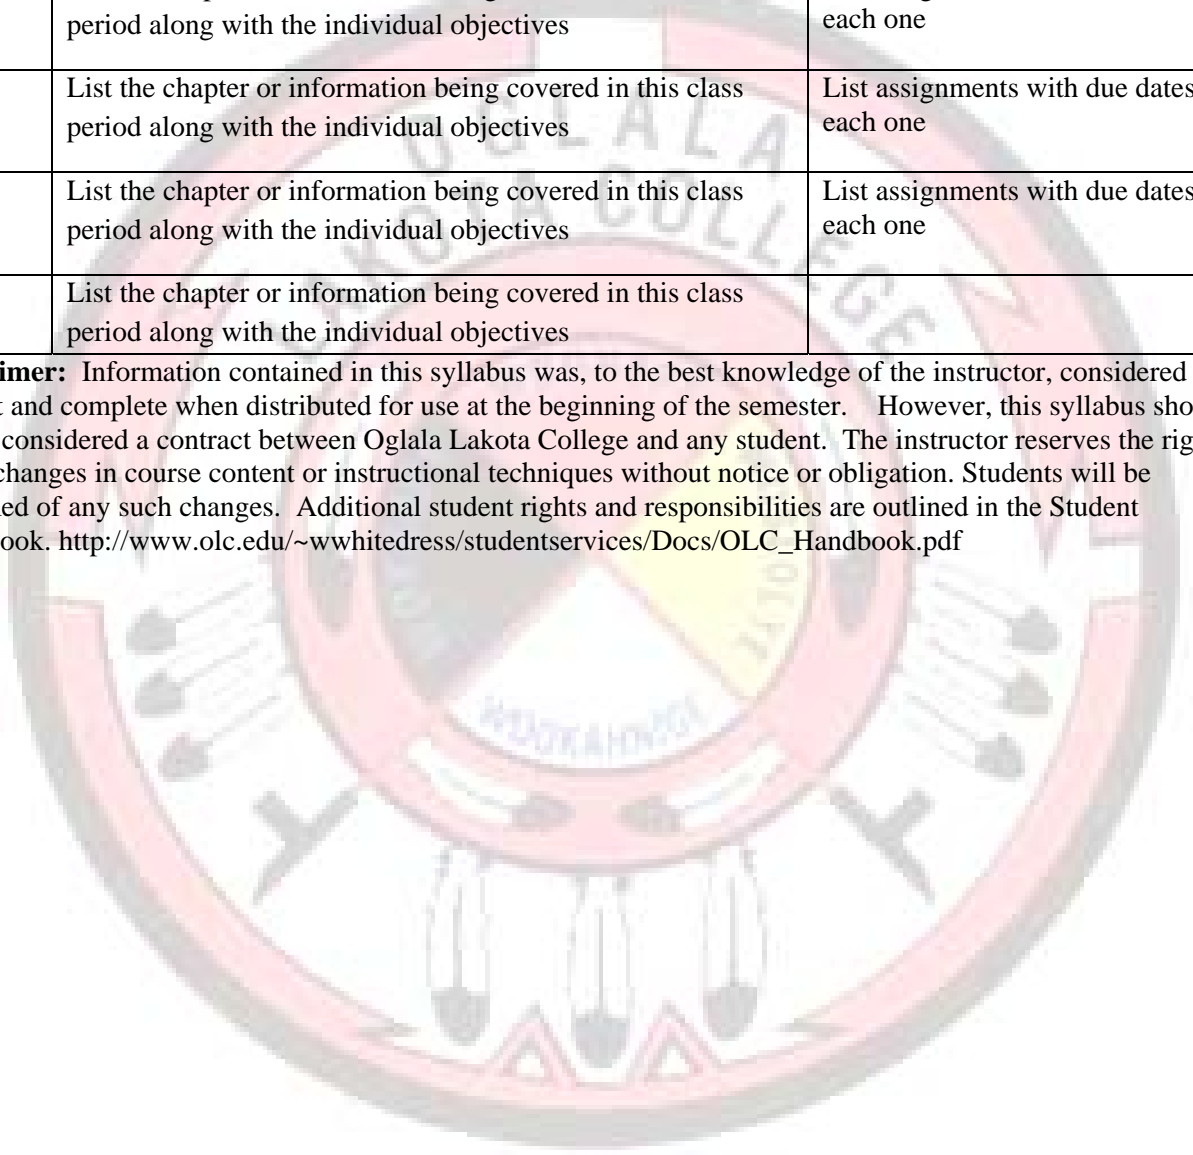 period along with the individual objectives
each one
List the chapter or information being covered in this class
List assignments with due dates
period along with the individual objectives
each one
List the chapter or information being covered in this class
List assignments with due dates
period along with the individual objectives
each one
List the chapter or information being covered in this class
period along with the individual objectives
imer: Information contained in this syllabus was, to the best knowledge of the instructor, considered
t and complete when distributed for use at the beginning of the semester. However, this syllabus sho
considered a contract between Oglala Lakota College and any student. The instructor reserves the rig
changes in course content or instructional techniques without notice or obligation. Students will be
ed of any such changes. Additional student rights and responsibilities are outlined in the Student
ook. http://www.olc.edu/~wwhitedress/studentservices/Docs/OLC_Handbook.pdf
OGLALA
LAKOTA COLLEGE